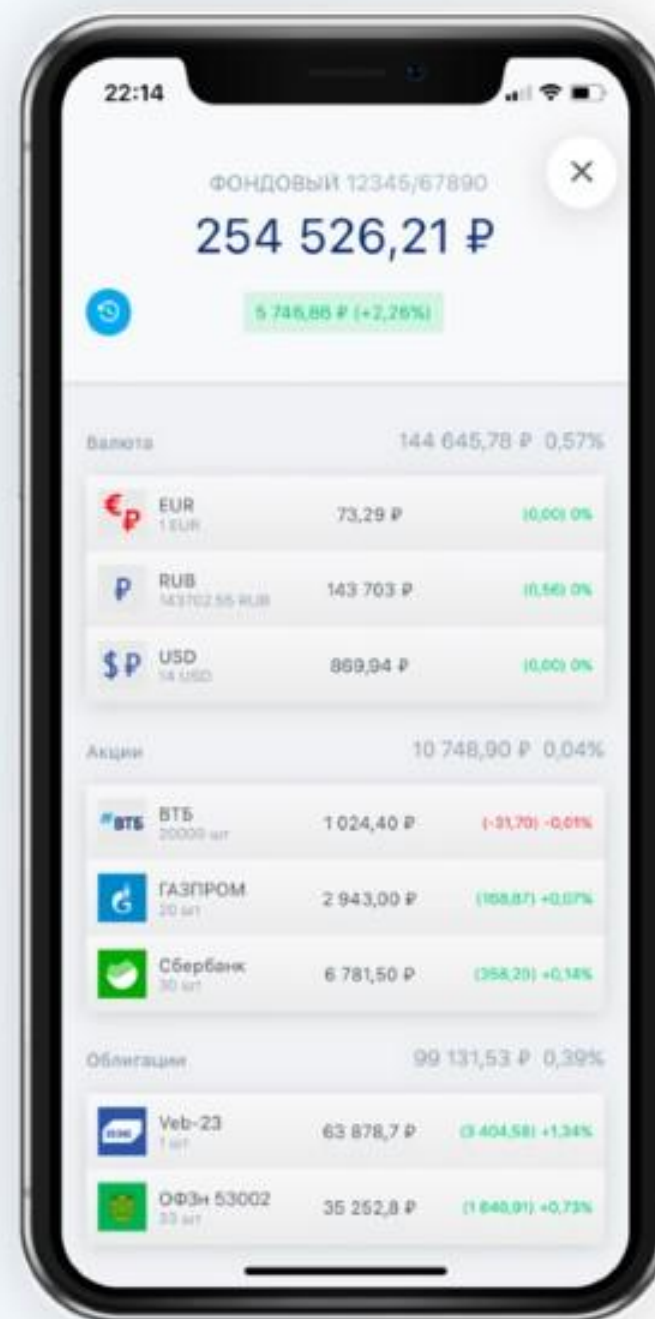 22:14
ФОНДОВЫЙ 12345/67890
254 526,21 ₽
5 746,86 ₽ (+2,26%)
Валюта 144 645,78 ₽ 0,57%
€₽ EUR 73,29 ₽ (0,00) 0%
1 EUR
₽ RUB 143 703 ₽ (0,56) 0%
143702.55 RUB
$₽ USD 869,94 ₽ (0,00) 0%
14 USD
Акции 10 748,90 ₽ 0,04%
ВТБ ВТБ 1 024,40 ₽ (-31,70) -0,01%
20000 шт
ГАЗПРОМ 2 943,00 ₽ (168,87) +0,07%
20 шт
Сбербанк 6 781,50 ₽ (358,20) +0,14%
30 шт
Облигации 99 131,53 ₽ 0,39%
Veb-23 63 878,7 ₽ (3 404,58) +1,34%
1 шт
ОФЗн 53002 35 252,8 ₽ (1 840,91) +0,73%
33 шт